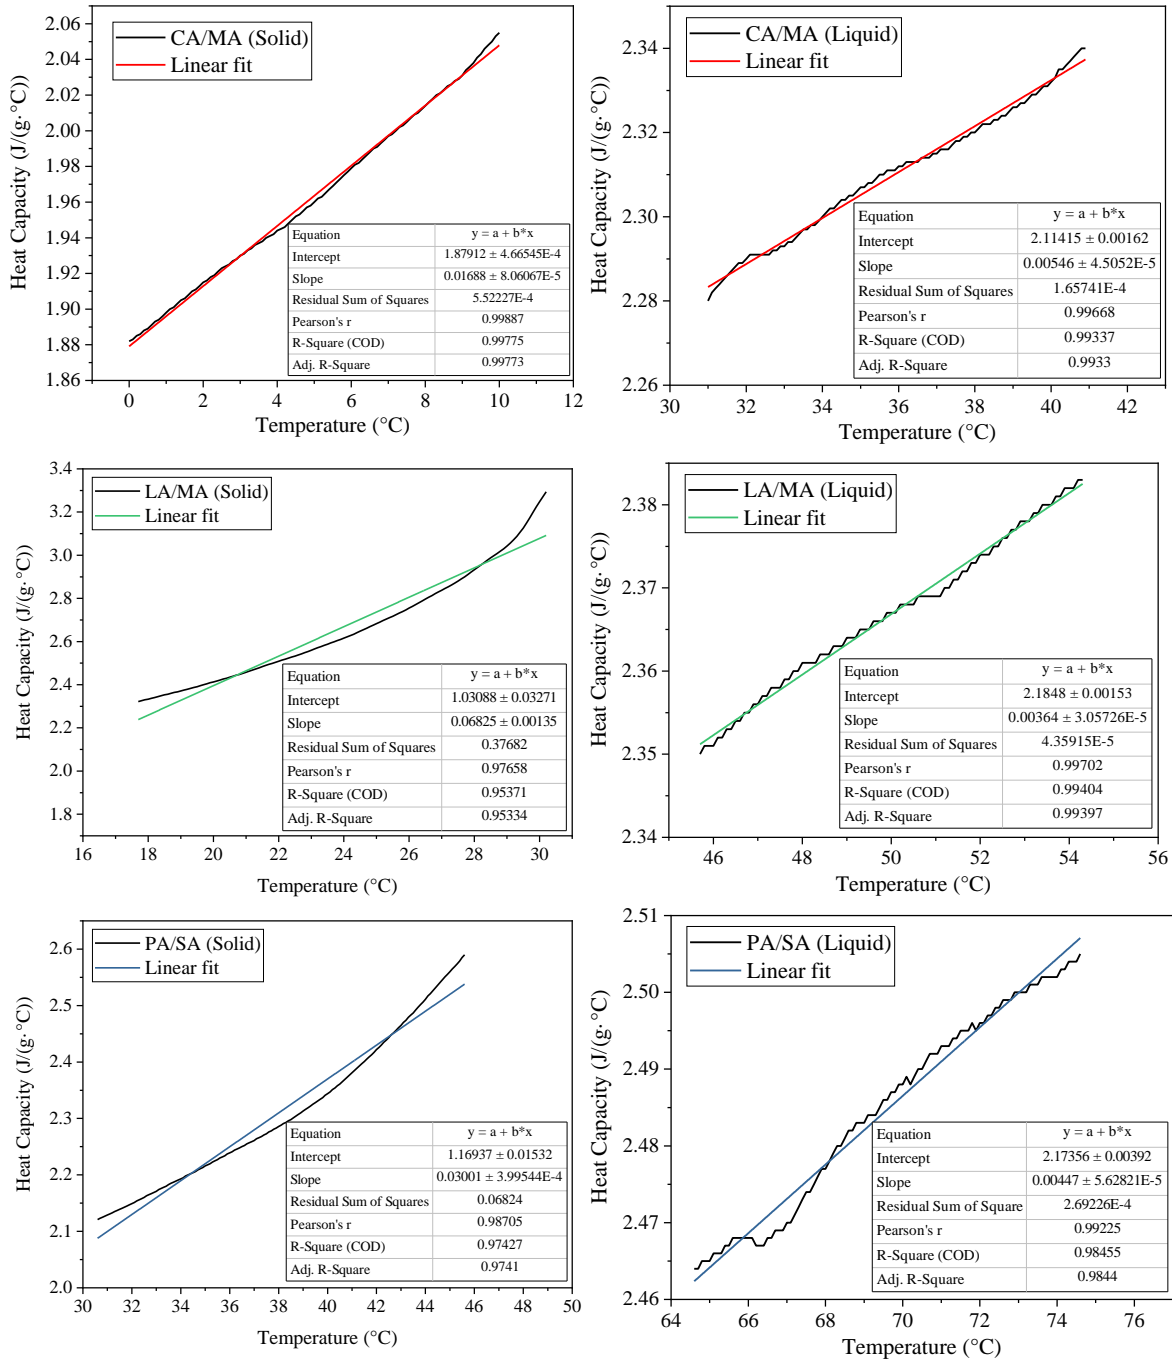 CA/MA (Solid)
Linear fit
Heat Capacity (J/(g·°C))
2.06
2.04
2.02
2.00
1.98
1.96
1.94
1.92
1.90
1.88
1.86
Equation y = a + b*x
Intercept 1.87912 ± 4.66545E-4
Slope 0.01688 ± 8.06067E-5
Residual Sum of Squares 5.52227E-4
Pearson's r 0.99887
R-Square (COD) 0.99775
Adj. R-Square 0.99773
0 2 4 6 8 10 12
Temperature (°C)
CA/MA (Liquid)
Linear fit
Heat Capacity (J/(g·°C))
2.34
2.32
2.30
2.28
2.26
Equation y = a + b*x
Intercept 2.11415 ± 0.00162
Slope 0.00546 ± 4.5052E-5
Residual Sum of Squares 1.65741E-4
Pearson's r 0.99668
R-Square (COD) 0.99337
Adj. R-Square 0.9933
30 32 34 36 38 40 42
Temperature (°C)
LA/MA (Solid)
Linear fit
Heat Capacity (J/(g·°C))
3.4
3.2
3.0
2.8
2.6
2.4
2.2
2.0
1.8
Equation y = a + b*x
Intercept 1.03088 ± 0.03271
Slope 0.06825 ± 0.00135
Residual Sum of Squares 0.37682
Pearson's r 0.97658
R-Square (COD) 0.95371
Adj. R-Square 0.95334
16 18 20 22 24 26 28 30
Temperature (°C)
LA/MA (Liquid)
Linear fit
Heat Capacity (J/(g·°C))
2.38
2.37
2.36
2.35
2.34
Equation y = a + b*x
Intercept 2.1848 ± 0.00153
Slope 0.00364 ± 3.05726E-5
Residual Sum of Squares 4.35915E-5
Pearson's r 0.99702
R-Square (COD) 0.99404
Adj. R-Square 0.99397
46 48 50 52 54 56
Temperature (°C)
PA/SA (Solid)
Linear fit
Heat Capacity (J/(g·°C))
2.6
2.5
2.4
2.3
2.2
2.1
2.0
Equation y = a + b*x
Intercept 1.16937 ± 0.01532
Slope 0.03001 ± 3.99544E-4
Residual Sum of Squares 0.06824
Pearson's r 0.98705
R-Square (COD) 0.97427
Adj. R-Square 0.9741
30 32 34 36 38 40 42 44 46 48 50
Temperature (°C)
PA/SA (Liquid)
Linear fit
Heat Capacity (J/(g·°C))
2.51
2.50
2.49
2.48
2.47
2.46
Equation y = a + b*x
Intercept 2.17356 ± 0.00392
Slope 0.00447 ± 5.62821E-5
Residual Sum of Square 2.69226E-4
Pearson's r 0.99225
R-Square (COD) 0.98455
Adj. R-Square 0.9844
64 66 68 70 72 74 76
Temperature (°C)